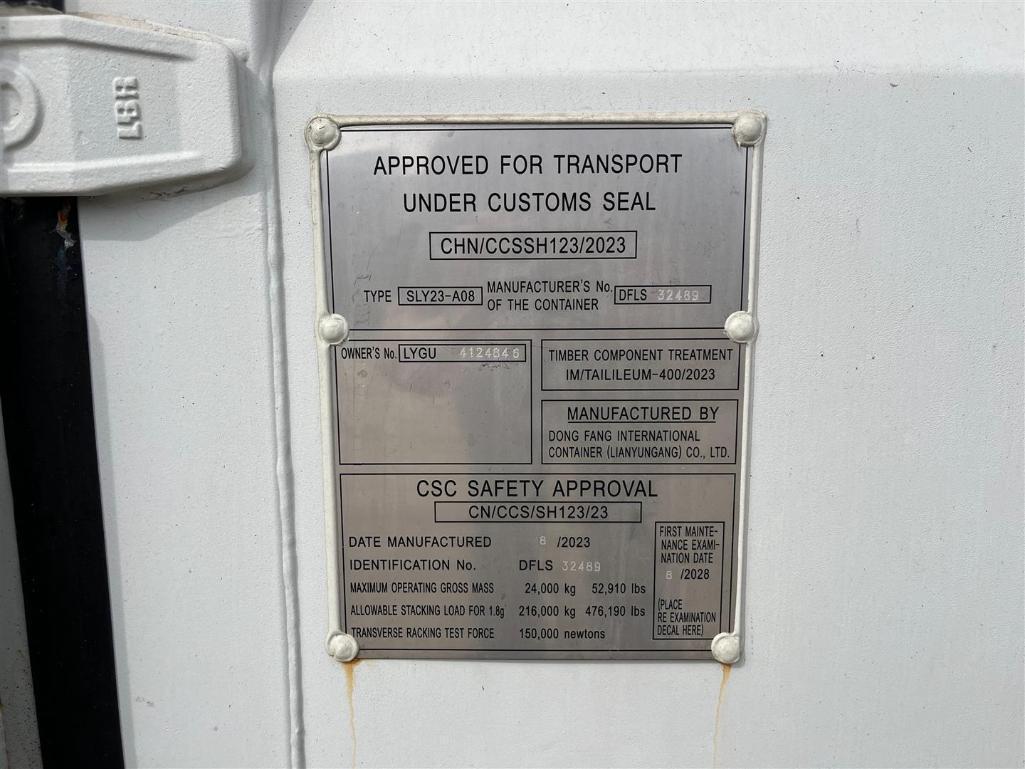 LBH
APPROVED FOR TRANSPORT
UNDER CUSTOMS SEAL
CHN/CCSSH123/2023
TYPE SLY23-A08 MANUFACTURER'S No. OF THE CONTAINER DFLS 32489
OWNER'S No. LYGU 4124846
TIMBER COMPONENT TREATMENT
IM/TAILILEUM-400/2023
MANUFACTURED BY
DONG FANG INTERNATIONAL
CONTAINER (LIANYUNGANG) CO., LTD.
CSC SAFETY APPROVAL
CN/CCS/SH123/23
DATE MANUFACTURED 8 /2023
IDENTIFICATION No. DFLS 32489
MAXIMUM OPERATING GROSS MASS 24,000 kg 52,910 lbs
ALLOWABLE STACKING LOAD FOR 1.8g 216,000 kg 476,190 lbs
TRANSVERSE RACKING TEST FORCE 150,000 newtons
FIRST MAINTE-
NANCE EXAMI-
NATION DATE
8 /2028
(PLACE
RE EXAMINATION
DECAL HERE)